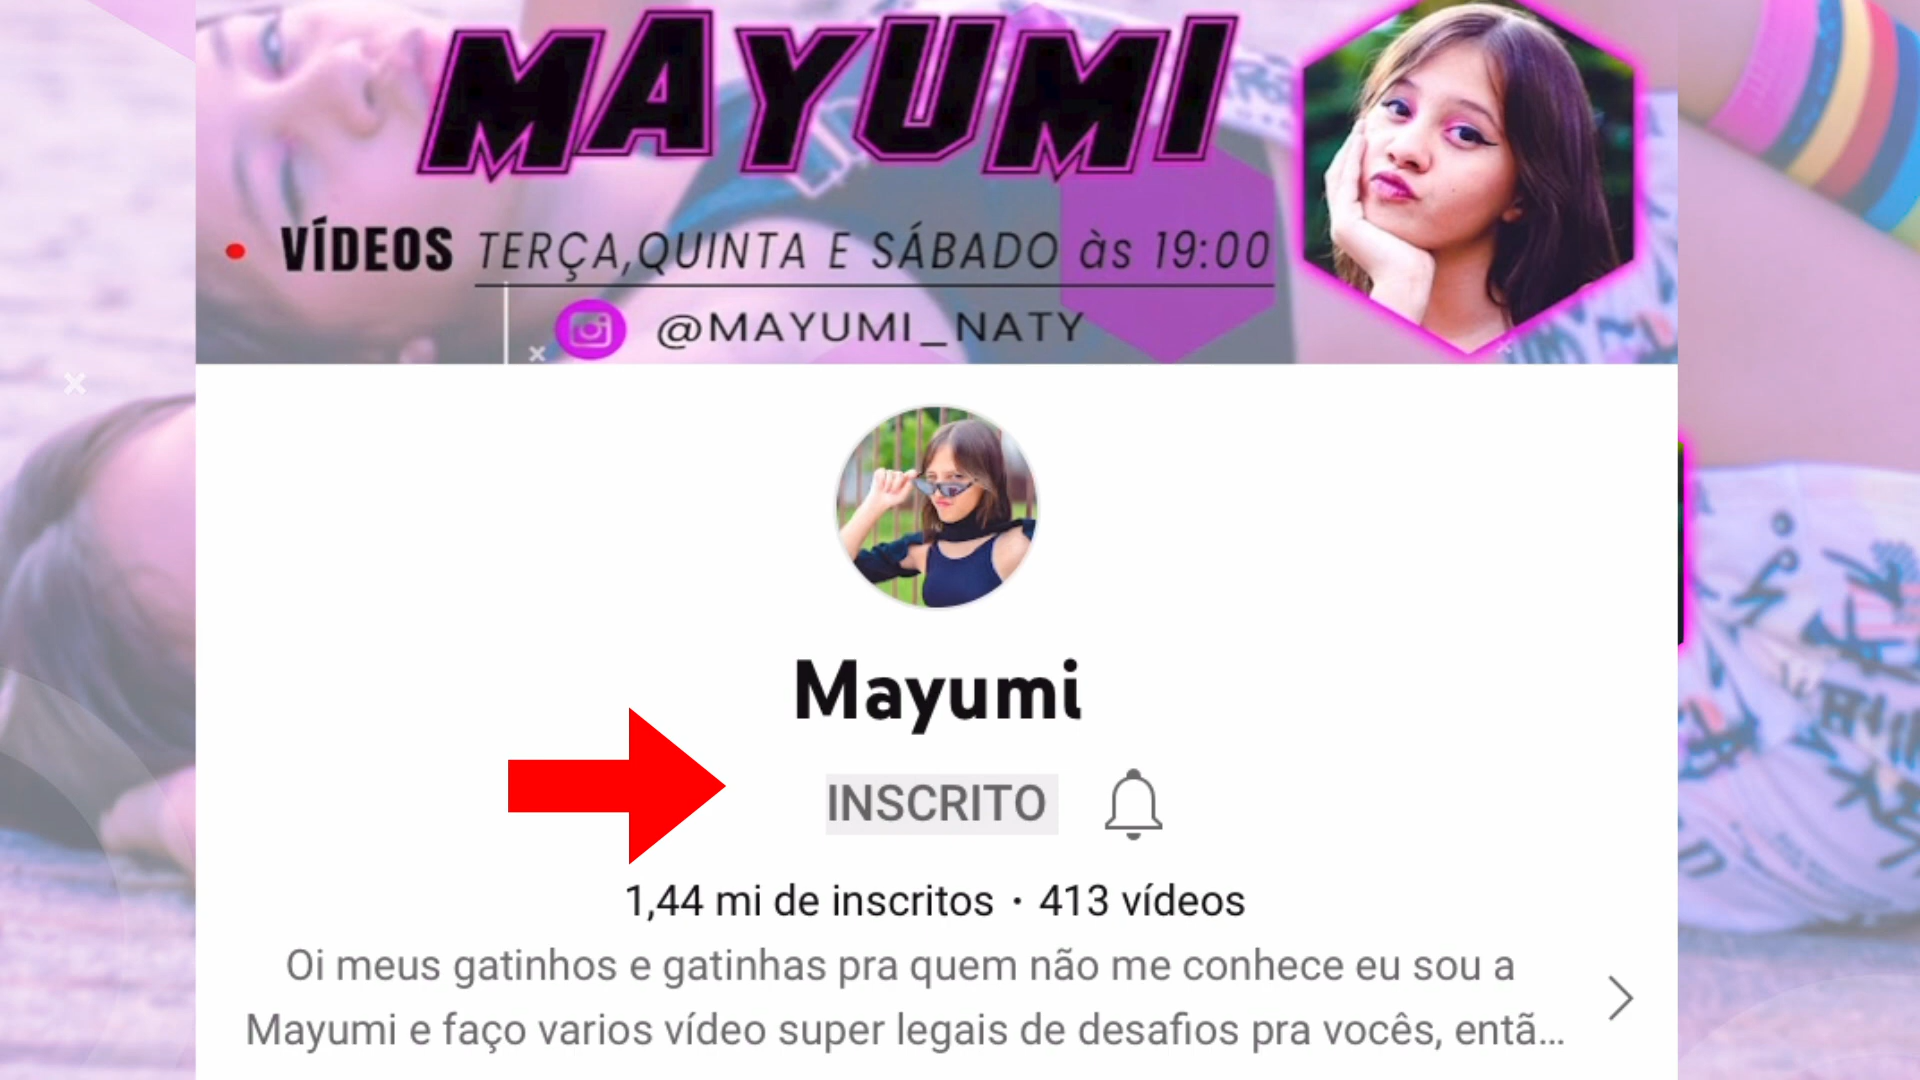 MAYUMI
VÍDEOS TERÇA,QUINTA E SÁBADO às 19:00
@MAYUMI_NATY
Mayumi
INSCRITO
1,44 mi de inscritos · 413 vídeos
Oi meus gatinhos e gatinhas pra quem não me conhece eu sou a
Mayumi e faço varios vídeo super legais de desafios pra vocês, entã...